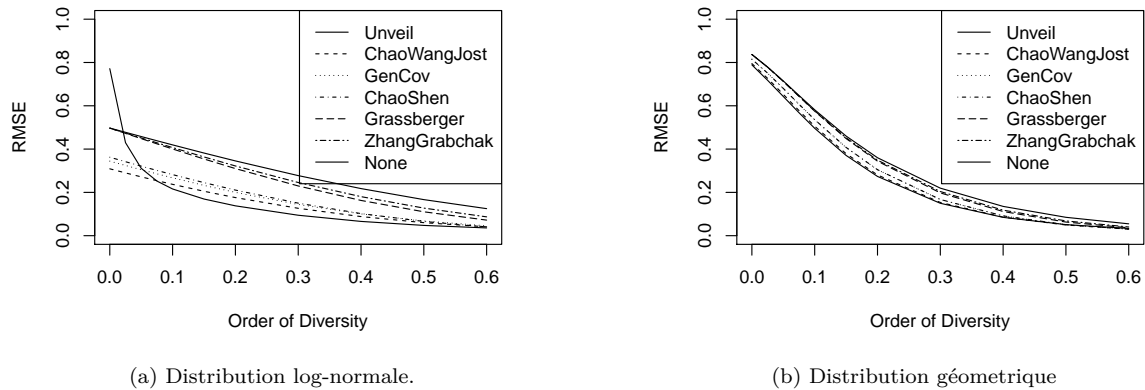 1.0
0.8
0.6
0.4
0.2
0.0
RMSE
0.0 0.1 0.2 0.3 0.4 0.5 0.6
Order of Diversity
Unveil
ChaoWangJost
GenCov
ChaoShen
Grassberger
ZhangGrabchak
None
(a) Distribution log-normale.
1.0
0.8
0.6
0.4
0.2
0.0
RMSE
0.0 0.1 0.2 0.3 0.4 0.5 0.6
Order of Diversity
Unveil
ChaoWangJost
GenCov
ChaoShen
Grassberger
ZhangGrabchak
None
(b) Distribution géometrique